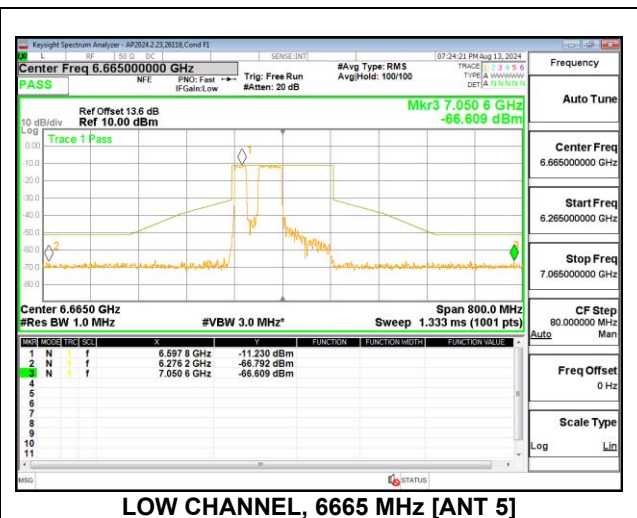 Keysight Spectrum Analyzer - AP2024.2.23,26118,Cond F1
L RF 50 Ω DC SENSE:INT 07:24:21 PM Aug 13, 2024
Center Freq 6.665000000 GHz #Avg Type: RMS TRACE 1 2 3 4 5 6
PASS NFE PNO: Fast Trig: Free Run Avg|Hold: 100/100 TYPE A WWWWW
IFGain:Low #Atten: 20 dB DET A N N N N N
Ref Offset 13.6 dB Mkr3 7.050 6 GHz
10 dB/div Ref 10.00 dBm -66.609 dBm
Log
Trace 1 Pass
0.00
-10.0
-20.0
-30.0
-40.0
-50.0
-60.0
-70.0
-80.0
1
2
3
Center 6.6650 GHz Span 800.0 MHz
#Res BW 1.0 MHz #VBW 3.0 MHz* Sweep 1.333 ms (1001 pts)
MKR MODE TRC SCL X Y FUNCTION FUNCTION WIDTH FUNCTION VALUE
1 N 1 f 6.597 8 GHz -11.230 dBm
2 N 1 f 6.276 2 GHz -66.792 dBm
3 N 1 f 7.050 6 GHz -66.609 dBm
4
5
6
7
8
9
10
11
MSG STATUS
Frequency
Auto Tune
Center Freq
6.665000000 GHz
Start Freq
6.265000000 GHz
Stop Freq
7.065000000 GHz
CF Step
80.000000 MHz
Auto Man
Freq Offset
0 Hz
Scale Type
Log Lin
LOW CHANNEL, 6665 MHz [ANT 5]